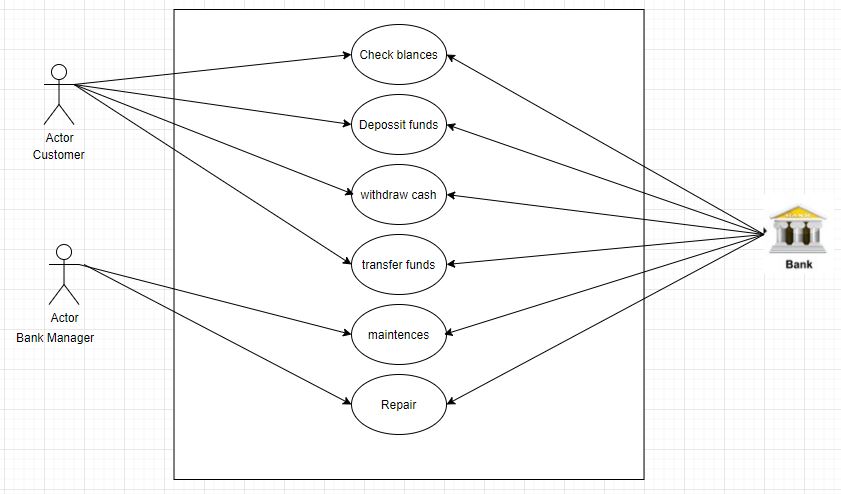 Check blances
Depossit funds
withdraw cash
transfer funds
maintences
Repair
Actor
Customer
Actor
Bank Manager
Bank